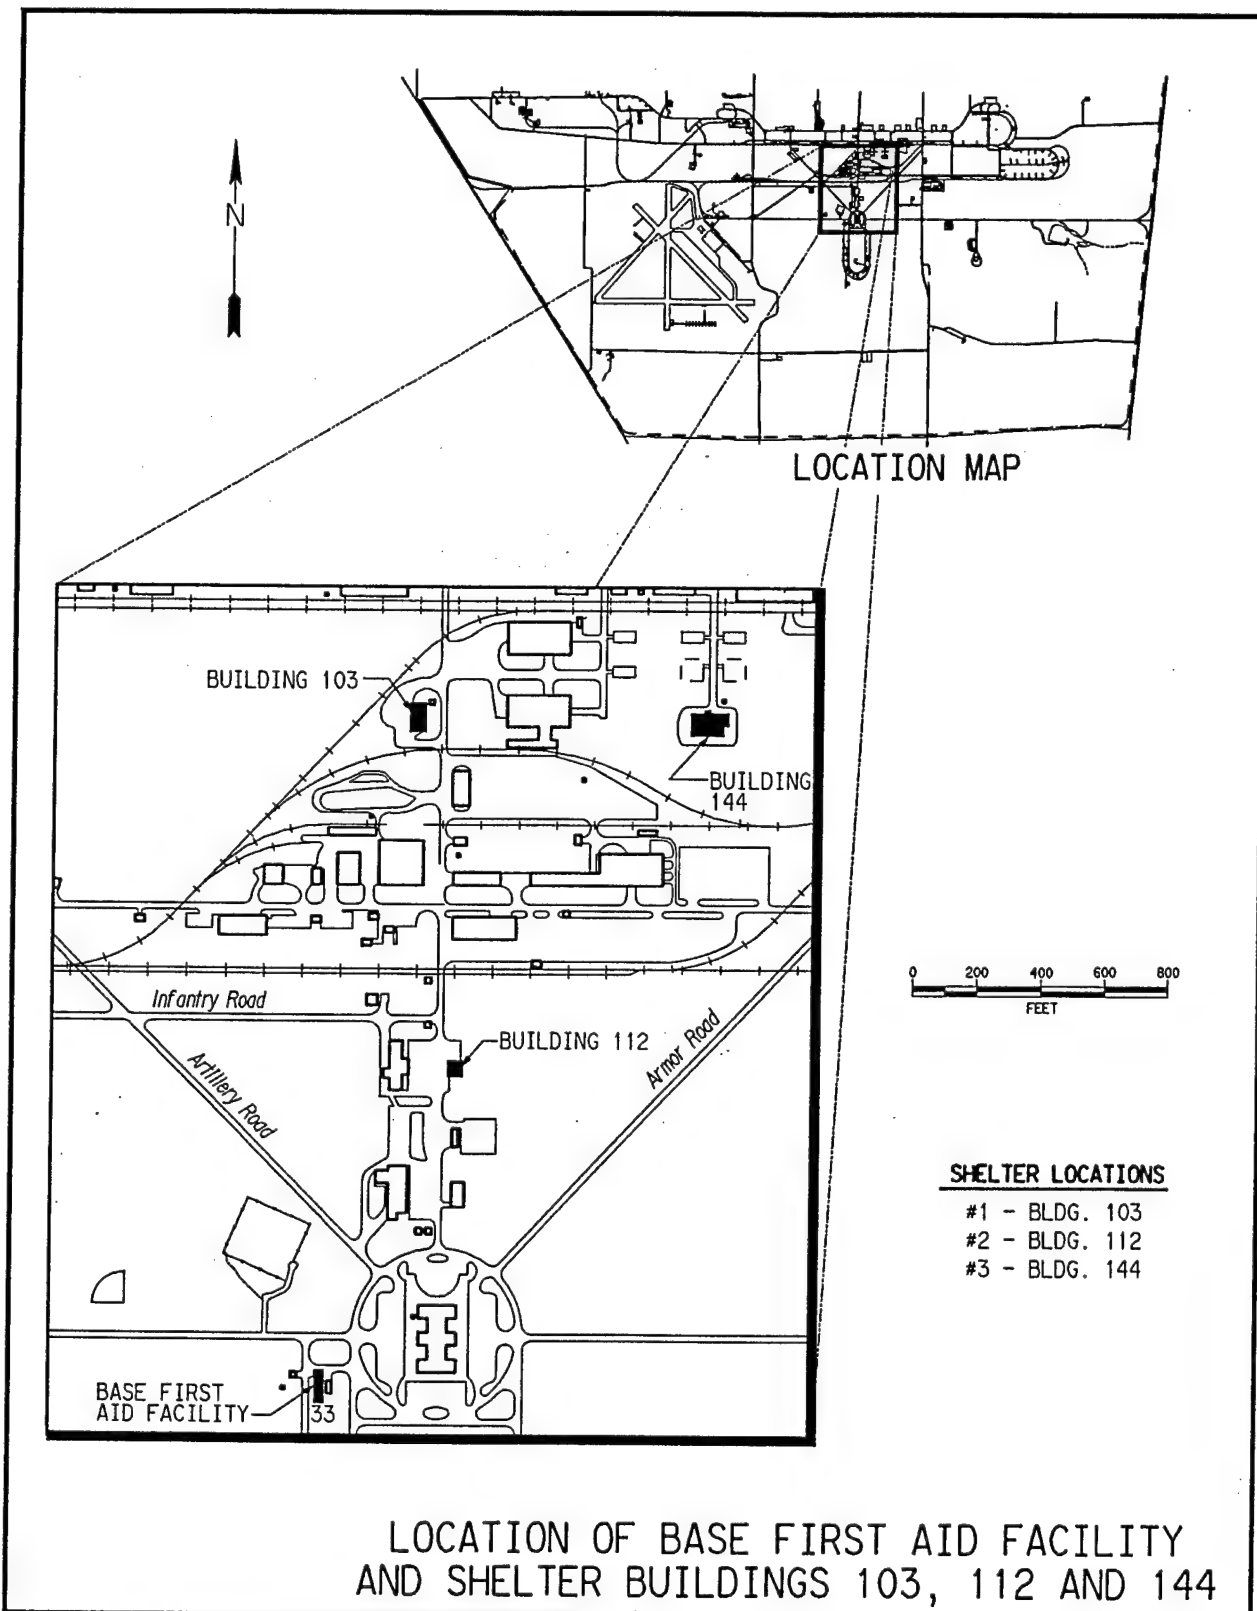 N
LOCATION MAP
BUILDING 103
BUILDING
144
Infantry Road
Artillery Road
BUILDING 112
Armor Road
0 200 400 600 800
FEET
SHELTER LOCATIONS
#1 - BLDG. 103
#2 - BLDG. 112
#3 - BLDG. 144
BASE FIRST
AID FACILITY
33
LOCATION OF BASE FIRST AID FACILITY
AND SHELTER BUILDINGS 103, 112 AND 144